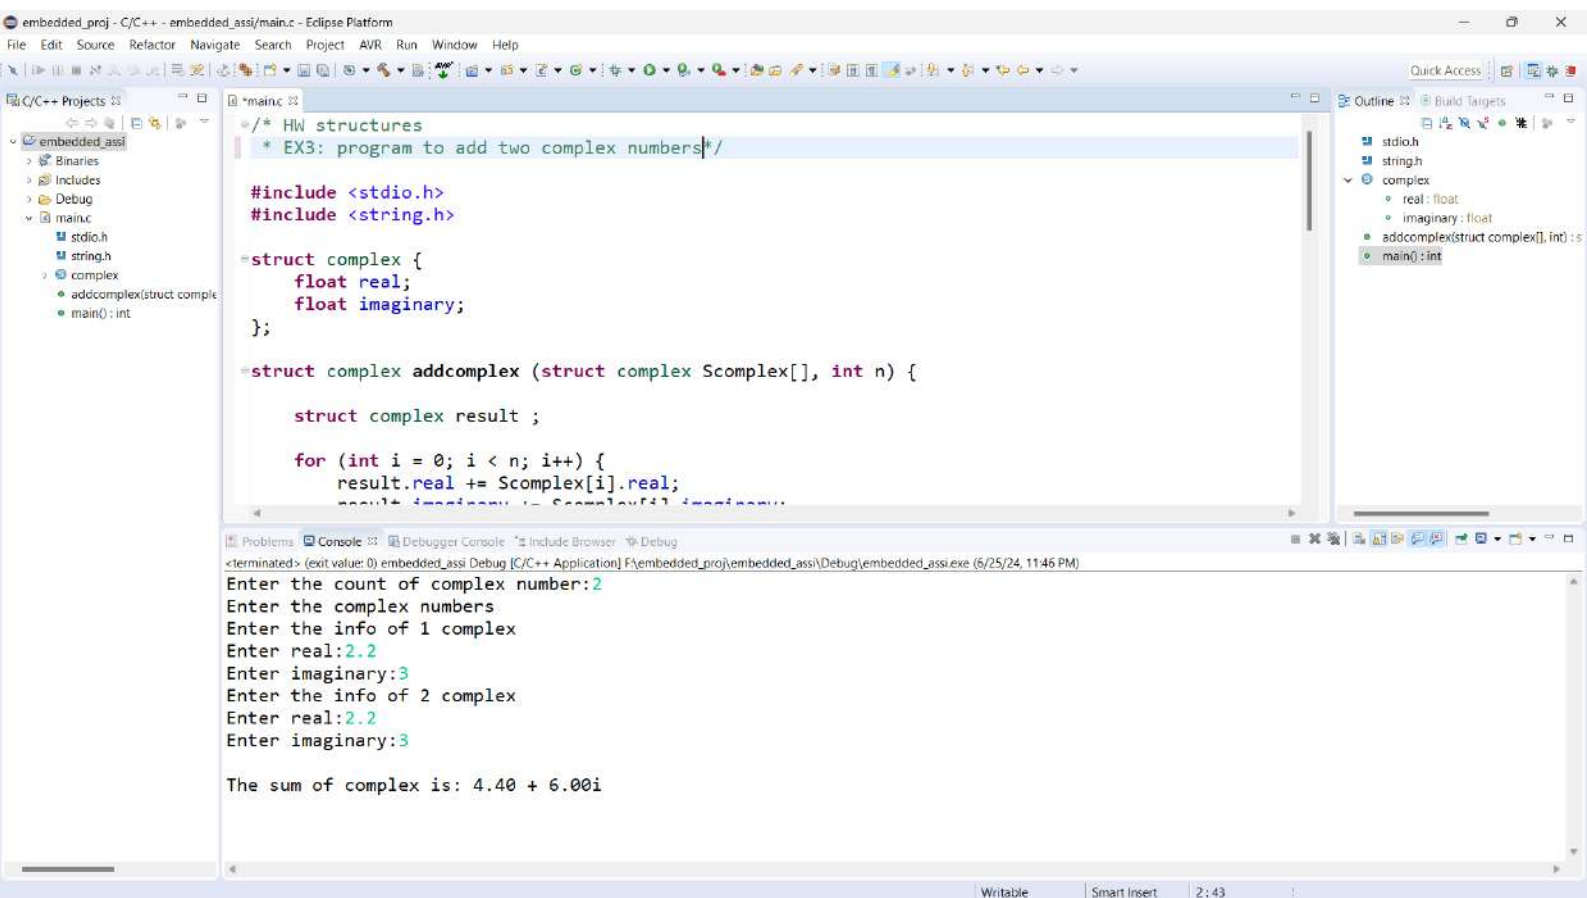 embedded_proj - C/C++ - embedded_assi/main.c - Eclipse Platform
File Edit Source Refactor Navigate Search Project AVR Run Window Help
Quick Access
C/C++ Projects
embedded_assi
Binaries
Includes
Debug
main.c
stdio.h
string.h
complex
addcomplex(struct comple
main() : int
*main.c
/* HW structures
* EX3: program to add two complex numbers*/
#include <stdio.h>
#include <string.h>
struct complex {
float real;
float imaginary;
};
struct complex addcomplex (struct complex Scomplex[], int n) {
struct complex result ;
for (int i = 0; i < n; i++) {
result.real += Scomplex[i].real;
result.imaginary += Scomplex[i].imaginary;
Outline Build Targets
stdio.h
string.h
complex
real : float
imaginary : float
addcomplex(struct complex[], int) : s
main() : int
Problems Console Debugger Console Include Browser Debug
<terminated> (exit value: 0) embedded_assi Debug [C/C++ Application] F:\embedded_proj\embedded_assi\Debug\embedded_assi.exe (6/25/24, 11:46 PM)
Enter the count of complex number:2
Enter the complex numbers
Enter the info of 1 complex
Enter real:2.2
Enter imaginary:3
Enter the info of 2 complex
Enter real:2.2
Enter imaginary:3
The sum of complex is: 4.40 + 6.00i
Writable Smart Insert 2 : 43